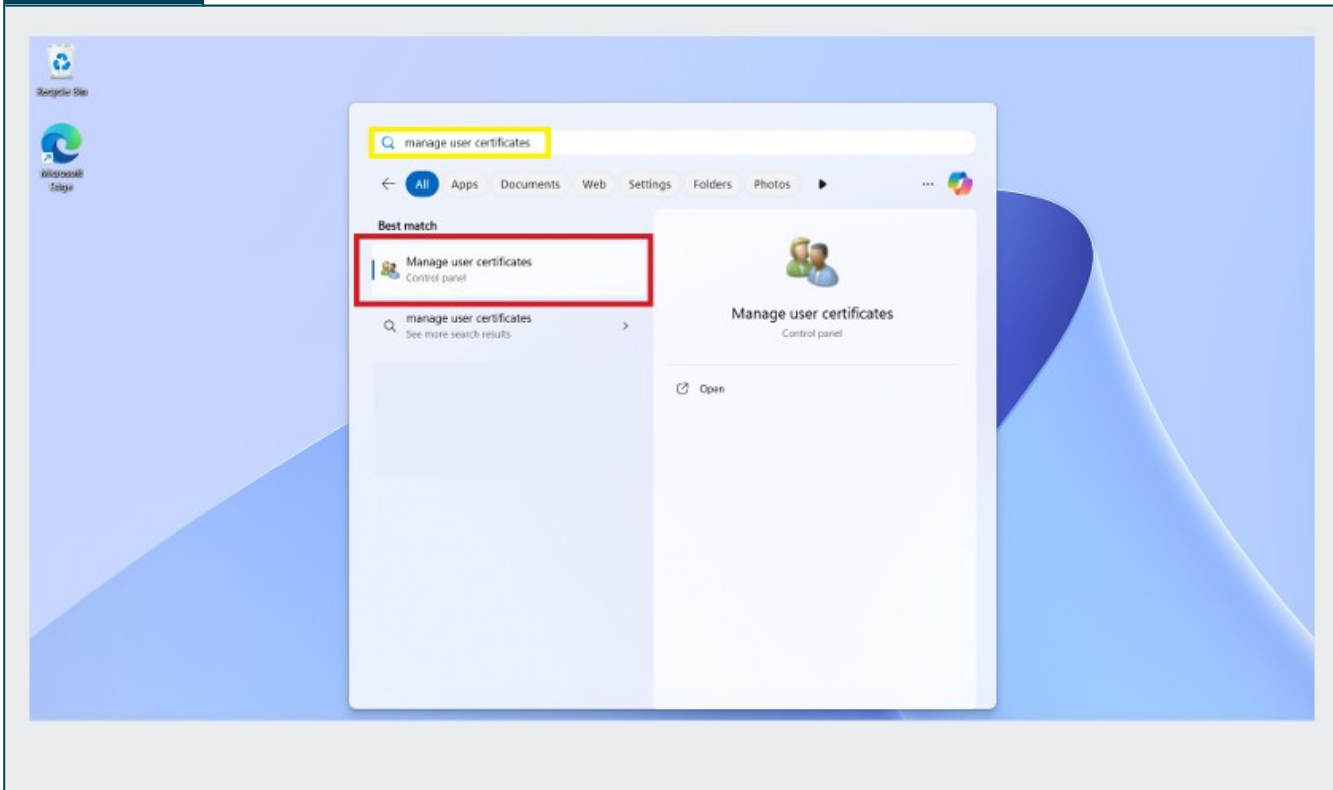 Recycle Bin
Microsoft
Edge
manage user certificates
All Apps Documents Web Settings Folders Photos
Best match
Manage user certificates
Control panel
manage user certificates
See more search results
Manage user certificates
Control panel
Open